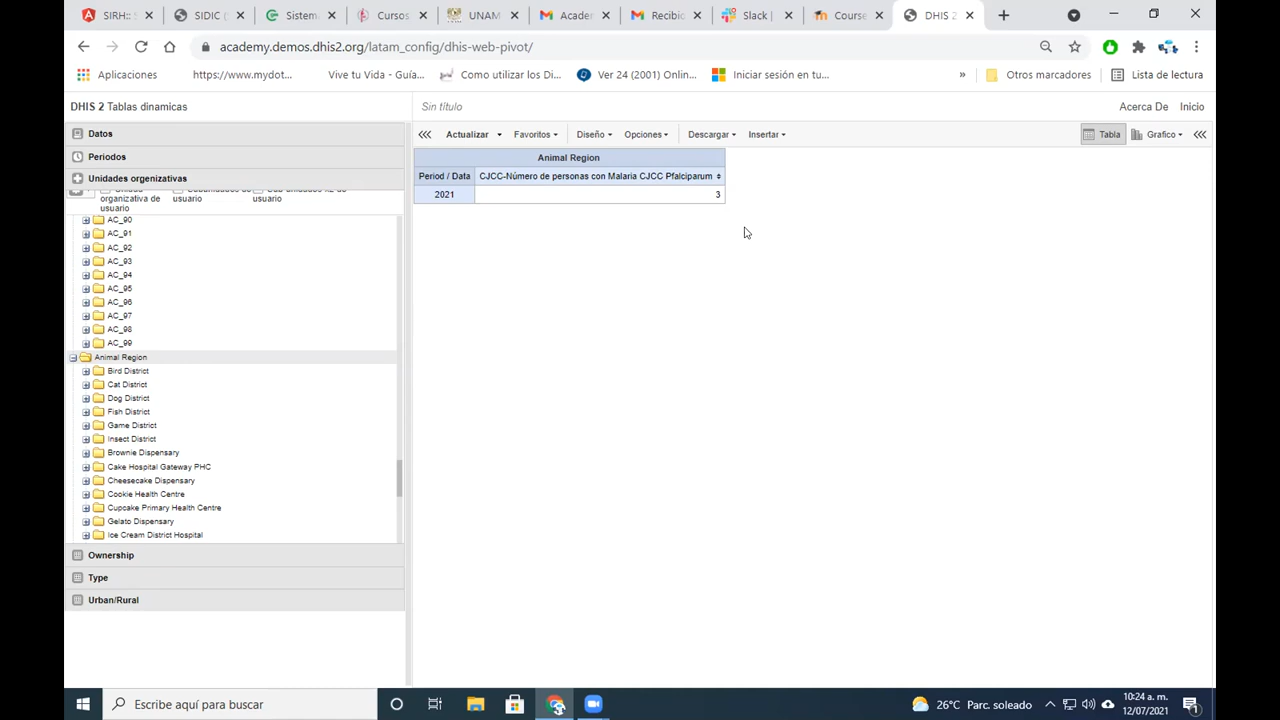 SIRH::
SIDIC (
Sistema
Cursos
UNAM
Academ
Recibio
Slack |
Course
DHIS 2
academy.demos.dhis2.org/latam_config/dhis-web-pivot/
Aplicaciones
https://www.mydot...
Vive tu Vida - Guía...
Como utilizar los Di...
Ver 24 (2001) Onlin...
Iniciar sesión en tu...
»
Otros marcadores
Lista de lectura
DHIS 2 Tablas dinamicas
Sin título
Acerca De
Inicio
Datos
Actualizar
Favoritos
Diseño
Opciones
Descargar
Insertar
Tabla
Grafico
Periodos
Unidades organizativas
organizativa de usuario
usuario
usuario
AC_90
AC_91
AC_92
AC_93
AC_94
AC_95
AC_96
AC_97
AC_98
AC_99
Animal Region
Bird District
Cat District
Dog District
Fish District
Game District
Insect District
Brownie Dispensary
Cake Hospital Gateway PHC
Cheesecake Dispensary
Cookie Health Centre
Cupcake Primary Health Centre
Gelato Dispensary
Ice Cream District Hospital
Ownership
Type
Urban/Rural
Animal Region
Period / Data
CJCC-Número de personas con Malaria CJCC Pfalciparum
2021
3
Escribe aquí para buscar
26°C Parc. soleado
10:24 a. m.
12/07/2021
1